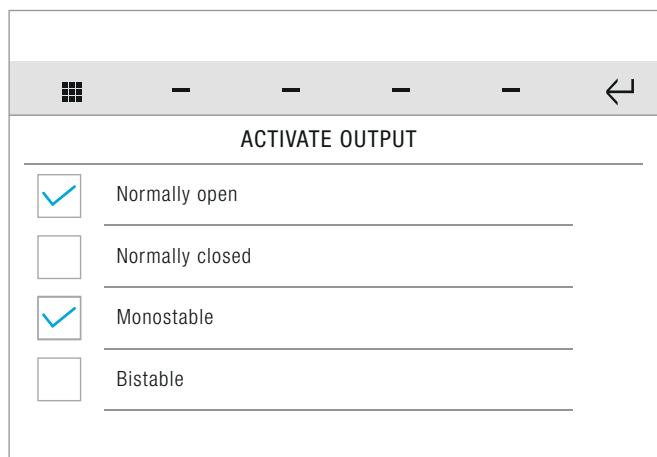 ACTIVATE OUTPUT
Normally open
Normally closed
Monostable
Bistable